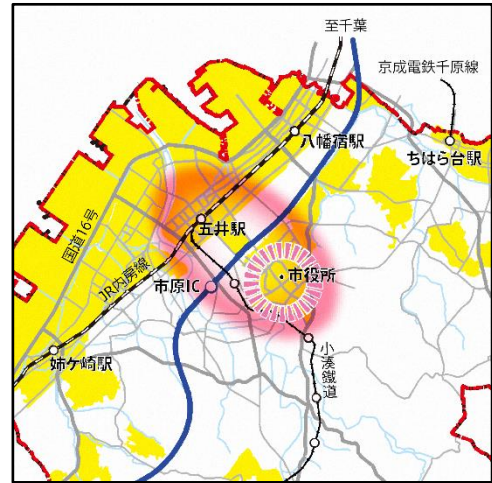 至千葉
京成電鉄千原線
八幡宿駅
ちはら台駅
国道16号
五井駅
市役所
JR内房線
市原IC
小湊鐵道
姉ケ崎駅